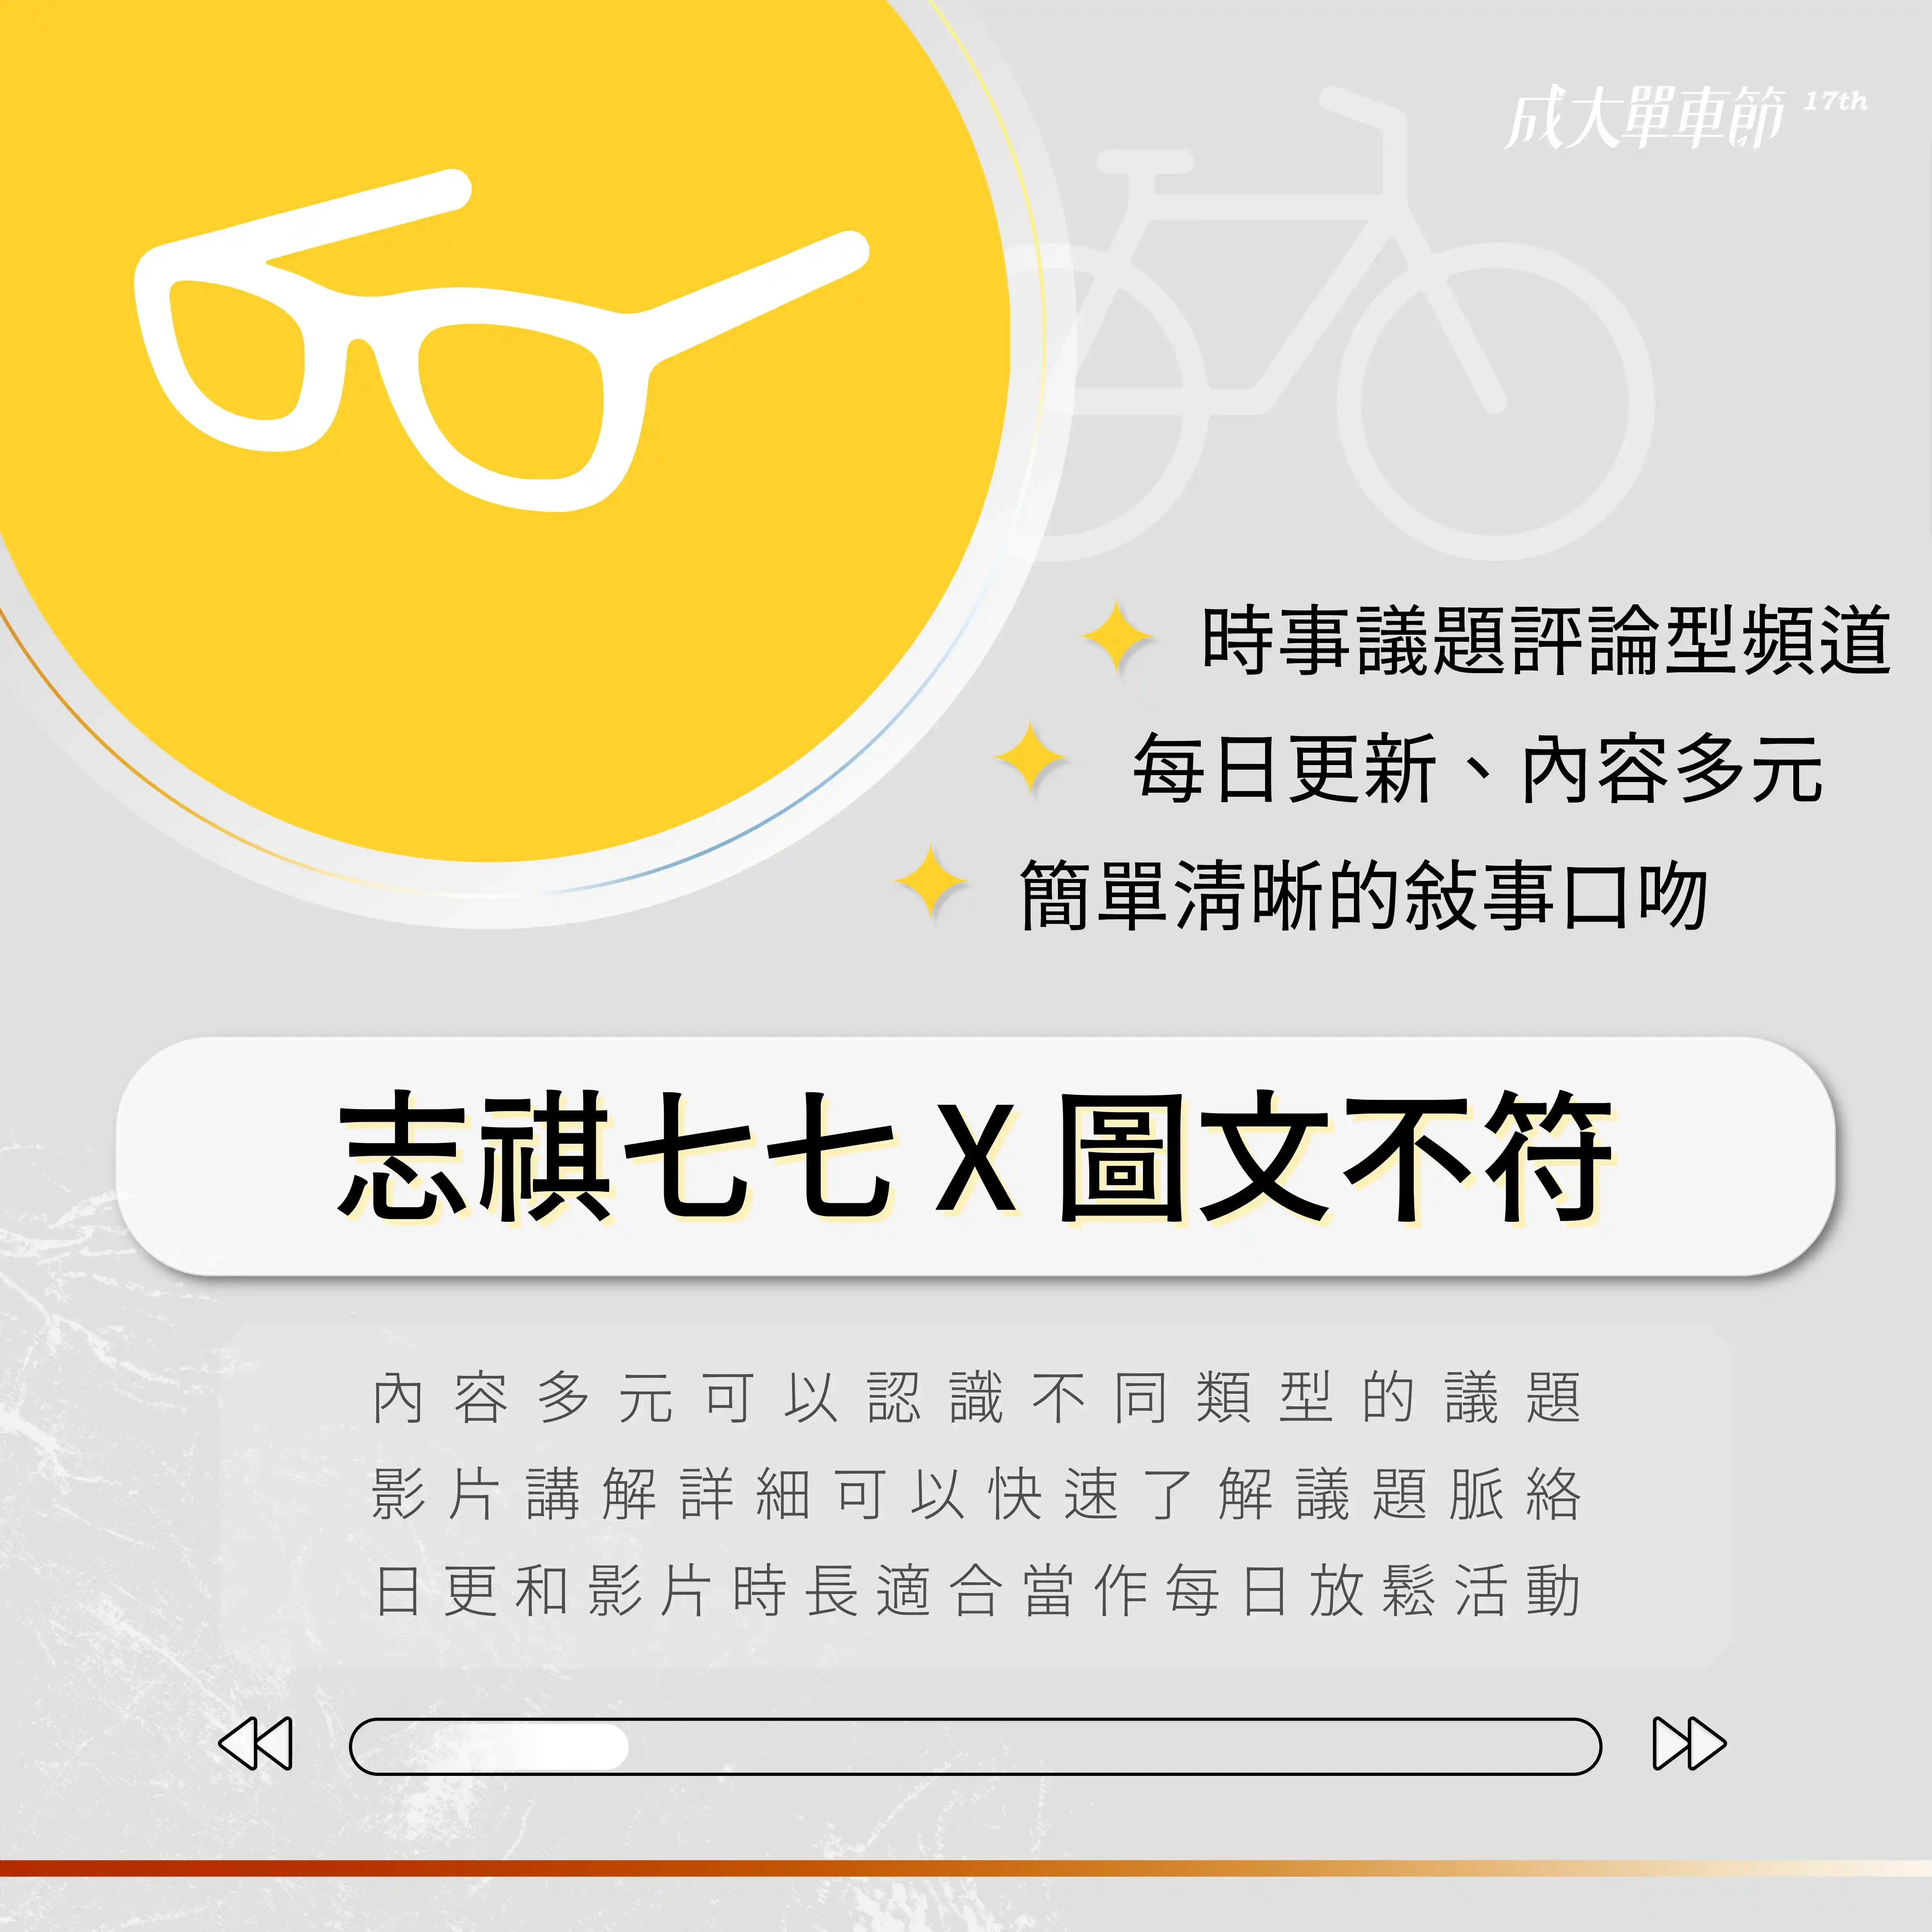 成大單車節 17th
時事議題評論型頻道
每日更新、內容多元
簡單清晰的敍事口吻
志祺七七 X 圖文不符
內容多元可以認識不同類型的議題
影片講解詳細可以快速了解議題脈絡
日更和影片時長適合當作每日放鬆活動